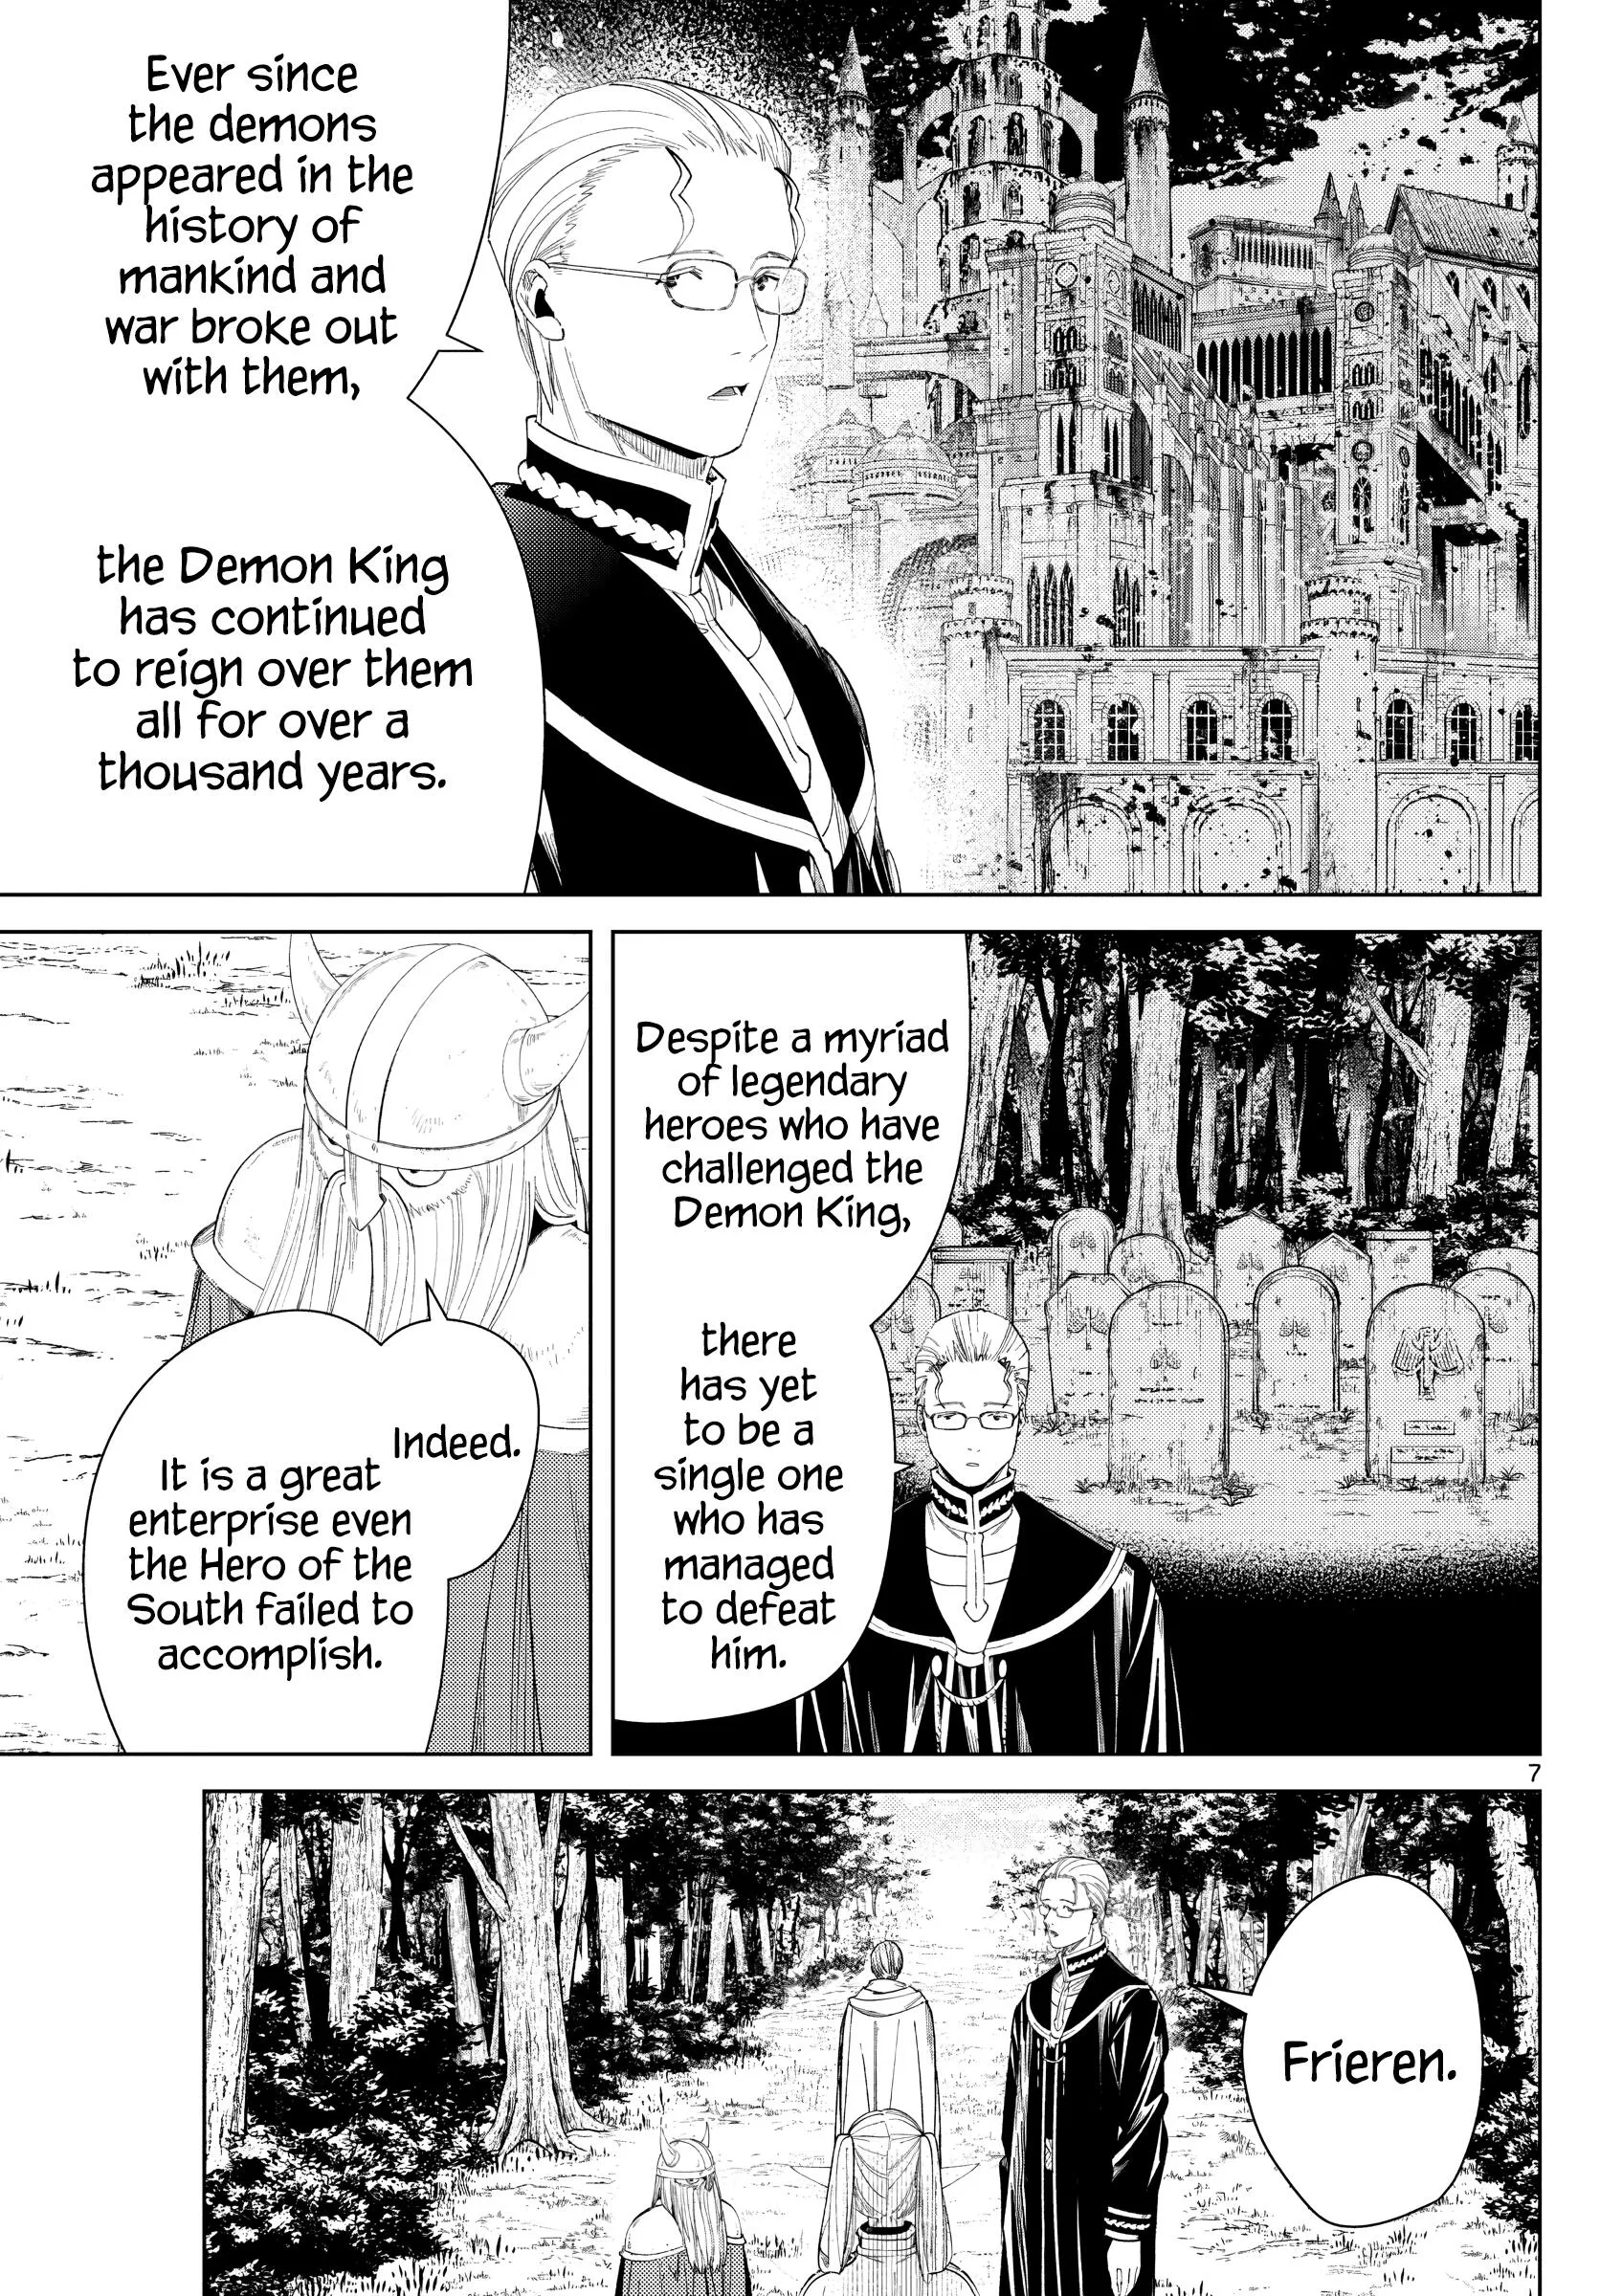 Ever since
the demons
appeared in the
history of
mankind and
war broke out
with them,
the Demon King
has continued
to reign over them
all for over a
thousand years.
Despite a myriad
of legendary
heroes who have
challenged the
Demon King,
there
has yet
to be a
single one
who has
managed
to defeat
him.
Indeed.
It is a great
enterprise even
the Hero of the
South failed to
accomplish.
7
Frieren.